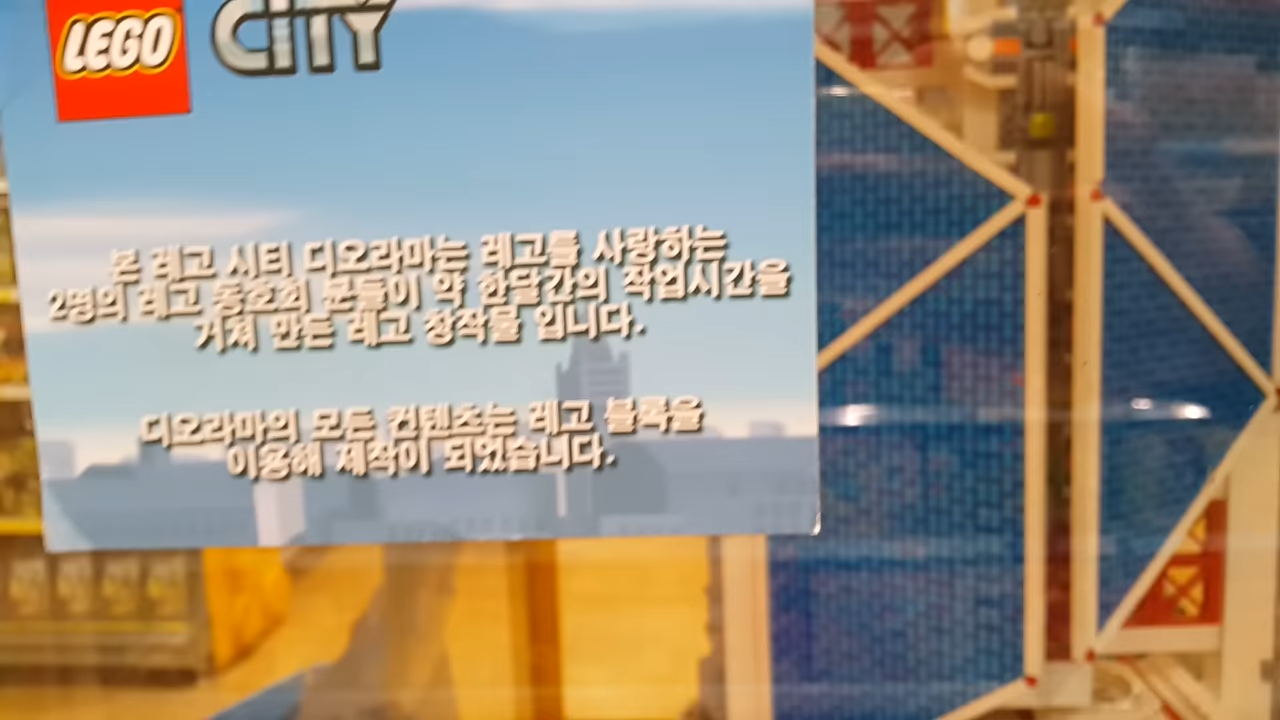 LEGO CITY
본 레고 시티 디오라마는 레고를 사랑하는
2명의 레고 동호회 분들이 약 한달간의 작업시간을
거쳐 만든 레고 창작물 입니다.
디오라마의 모든 컨텐츠는 레고 블록을
이용해 제작이 되었습니다.